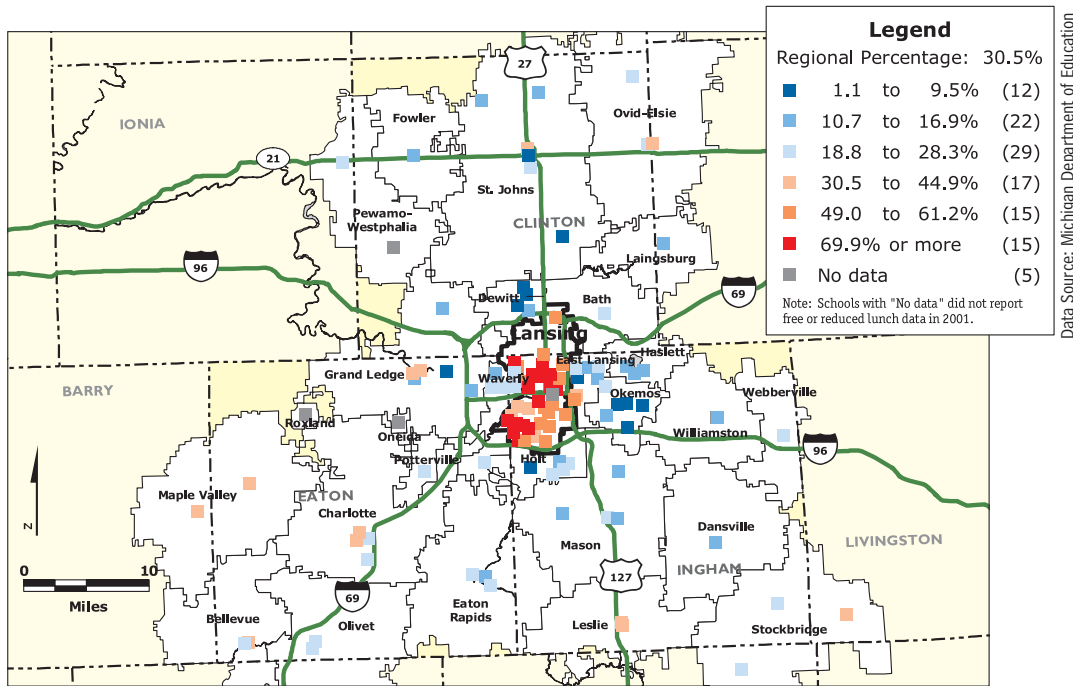 Legend
Regional Percentage: 30.5%
1.1 to 9.5% (12)
10.7 to 16.9% (22)
18.8 to 28.3% (29)
30.5 to 44.9% (17)
49.0 to 61.2% (15)
69.9% or more (15)
No data (5)
Note: Schools with "No data" did not report
free or reduced lunch data in 2001.
Data Source: Michigan Department of Education
27
Ovid-Elsie
Fowler
IONIA
21
St. Johns
Pewamo-
Westphalia
CLINTON
Laingsburg
96
69
Dewitt
Bath
Lansing
Haslett
East Lansing
Grand Ledge
Waverly
BARRY
Okemos
Webberville
Roxland
Oneida
Williamston
96
Potterville
Holt
Maple Valley
EATON
Charlotte
Dansville
LIVINGSTON
Mason
z
0 10
Miles
INGHAM
127
69
Eaton
Rapids
Bellevue
Olivet
Leslie
Stockbridge